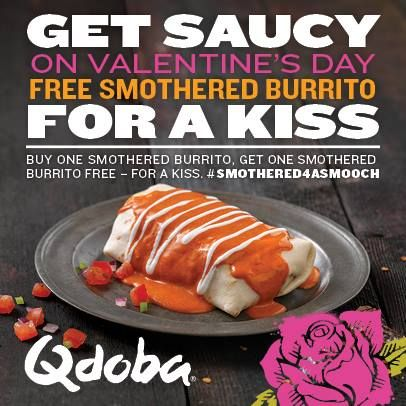 GET SAUCY
ON VALENTINE'S DAY
FREE SMOTHERED BURRITO
FOR A KISS
BUY ONE SMOTHERED BURRITO, GET ONE SMOTHERED
BURRITO FREE – FOR A KISS. #SMOTHERED4ASMOOCH
Qdoba®